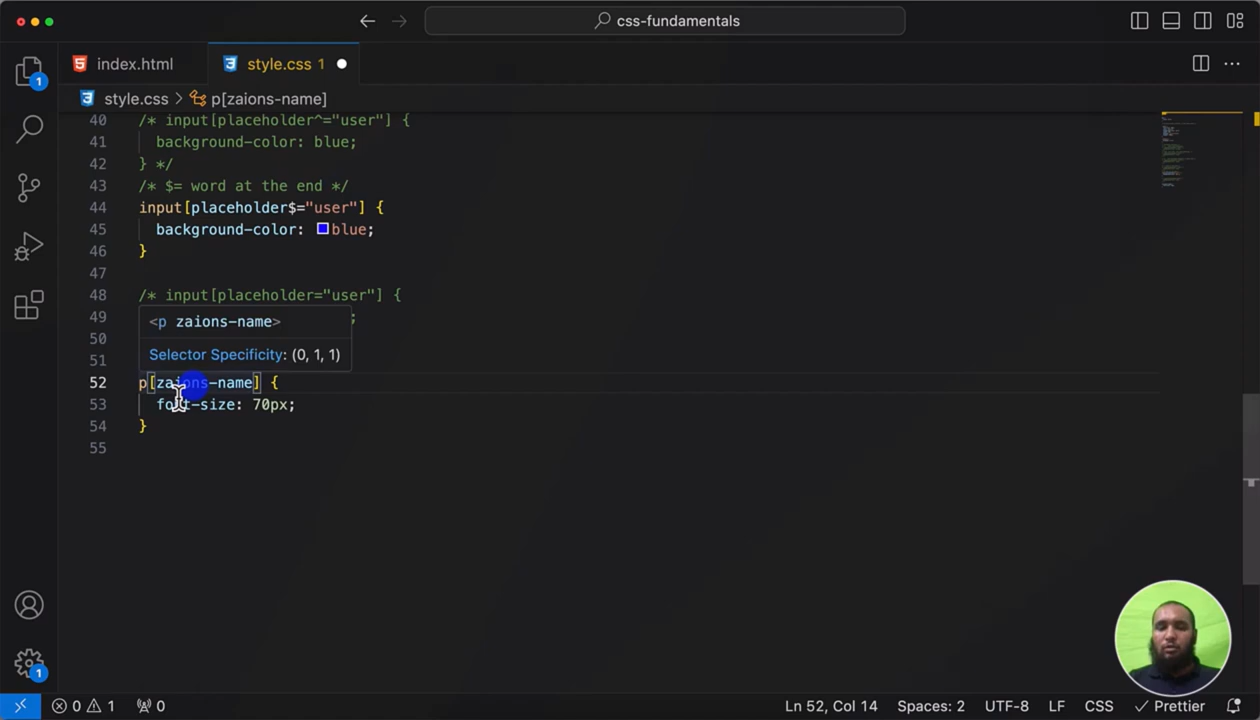 css-fundamentals
index.html
style.css 1
style.css > p[zaions-name]
40 /* input[placeholder^="user"] {
41 background-color: blue;
42 } */
43 /* $= word at the end */
44 input[placeholder$="user"] {
45 background-color: blue;
46 }
47
48 /* input[placeholder="user"] {
49 ;
<p zaions-name>
50
Selector Specificity: (0, 1, 1)
51
52 p[zaions-name] {
53 font-size: 70px;
54 }
55
1
1
0 1 0
Ln 52, Col 14
Spaces: 2
UTF-8
LF
CSS
Prettier